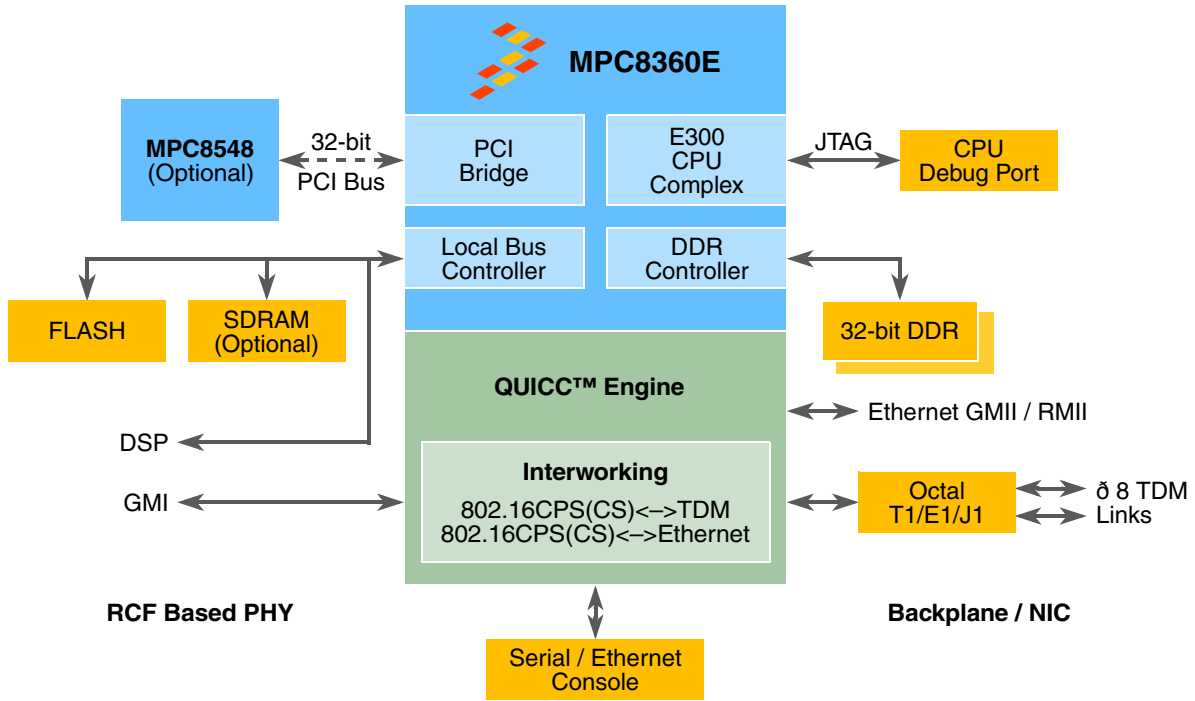 MPC8360E
MPC8548
(Optional)
32-bit
PCI Bus
PCI
Bridge
E300
CPU
Complex
JTAG
CPU
Debug Port
Local Bus
Controller
DDR
Controller
FLASH
SDRAM
(Optional)
32-bit DDR
QUICC™ Engine
Ethernet GMII / RMII
DSP
GMI
Interworking
802.16CPS(CS)<–>TDM
802.16CPS(CS)<–>Ethernet
Octal
T1/E1/J1
ð 8 TDM
Links
RCF Based PHY
Backplane / NIC
Serial / Ethernet
Console